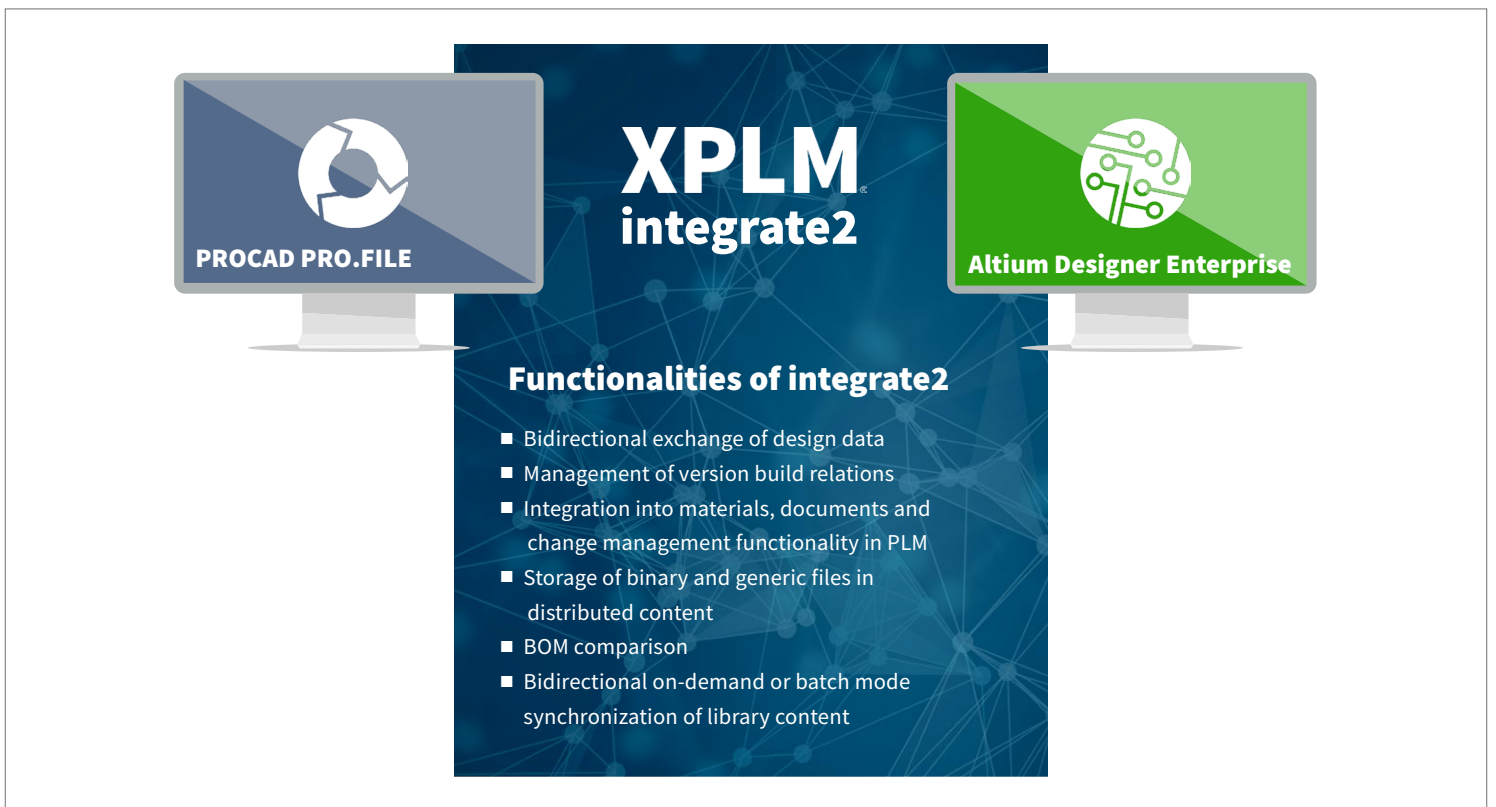 PROCAD PRO.FILE
XPLM
integrate2
Altium Designer Enterprise
Functionalities of integrate2
■ Bidirectional exchange of design data
■ Management of version build relations
■ Integration into materials, documents and
change management functionality in PLM
■ Storage of binary and generic files in
distributed content
■ BOM comparison
■ Bidirectional on-demand or batch mode
synchronization of library content